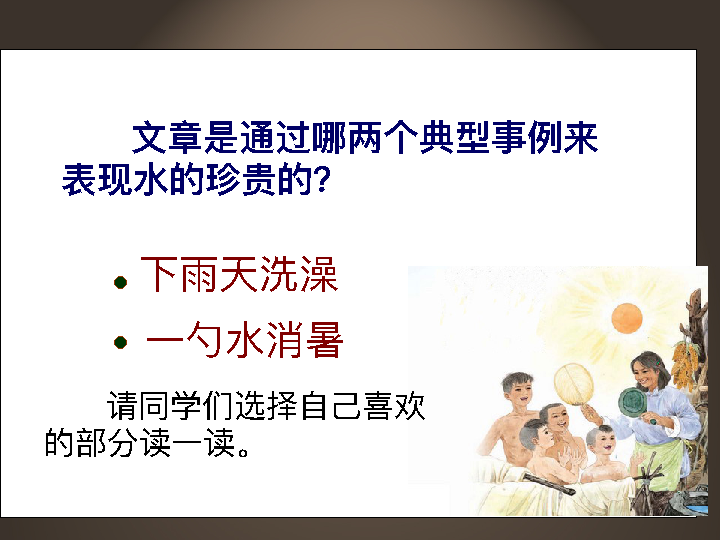 文章是通过哪两个典型事例来
表现水的珍贵的?
下雨天洗澡
一勺水消暑
请同学们选择自己喜欢
的部分读一读。